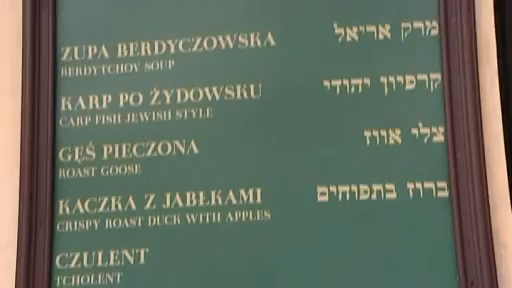 ZUPA BERDYCZOWSKA מרק אריאל
BERDYTCHOV SOUP
KARP PO ŻYDOWSKU קרפיון יהודי
CARP FISH JEWISH STYLE
GĘŚ PIECZONA צלי אווז
ROAST GOOSE
KACZKA Z JABŁKAMI ברוז בתפוחים
CRISPY ROAST DUCK WITH APPLES
CZULENT
TCHOLENT